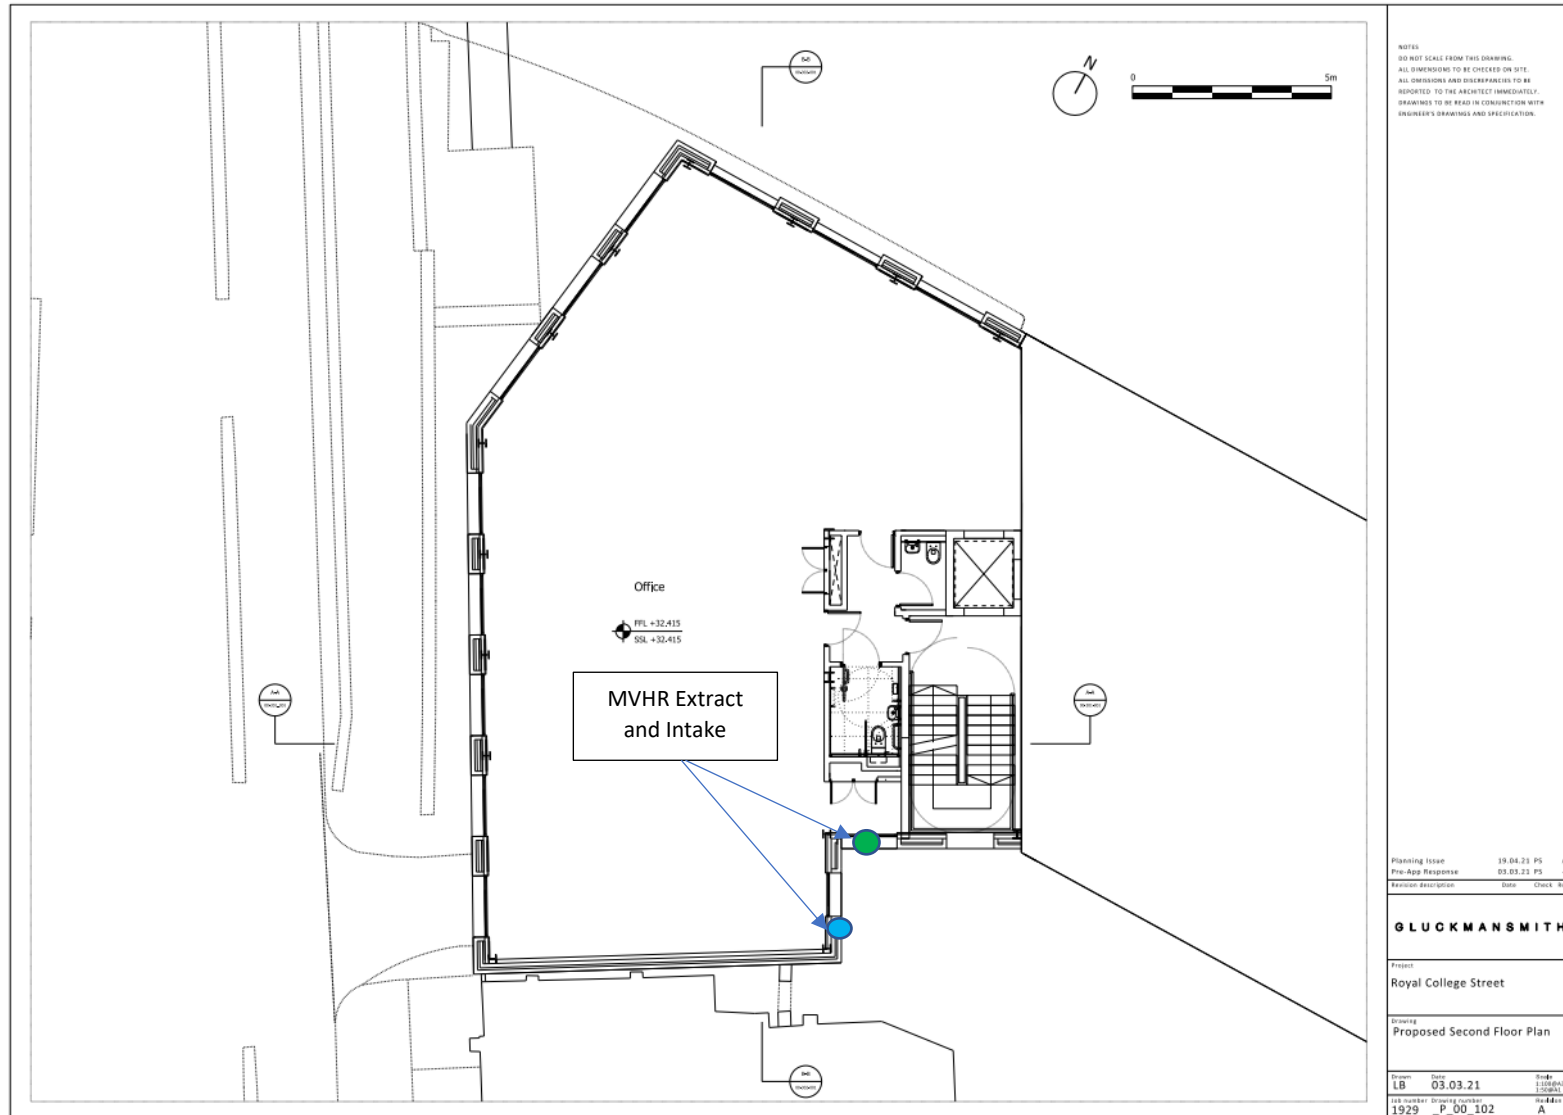 NOTES
DO NOT SCALE FROM THIS DRAWING.
ALL DIMENSIONS TO BE CHECKED ON SITE.
ALL OMISSIONS AND DISCREPANCIES TO BE
REPORTED TO THE ARCHITECT IMMEDIATELY.
DRAWINGS TO BE READ IN CONJUNCTION WITH
ENGINEER'S DRAWINGS AND SPECIFICATION.
N
0 5m
B-B
Office
FFL +32.415
SSL +32.415
MVHR Extract
and Intake
A-A
A-A
B-B
Planning Issue 19.04.21 PS
Pre-App Response 03.03.21 PS
Revision description Date Check
GLUCKMANSMITH
Project
Royal College Street
Drawing
Proposed Second Floor Plan
Drawn Date Scale
LB 03.03.21
Job number Drawing number Revision
1929 _P_00_102 A